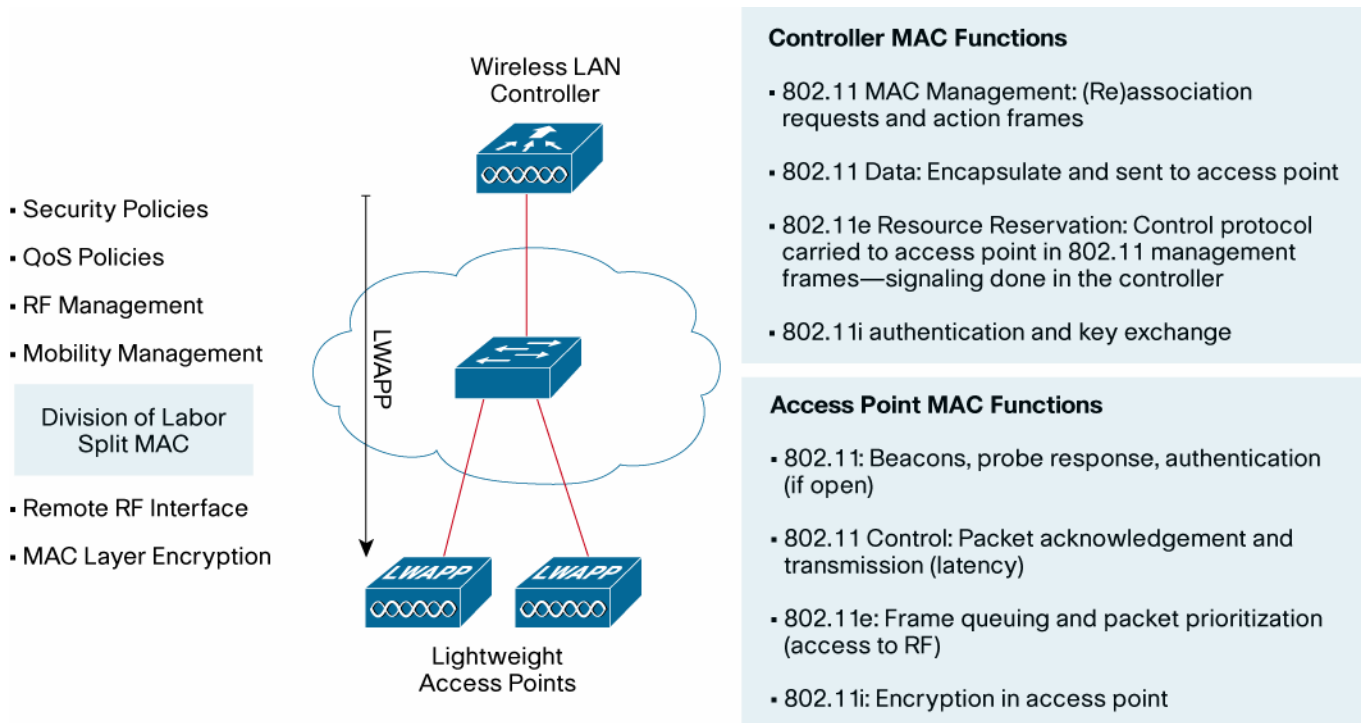 Wireless LAN
Controller
▪ Security Policies
▪ QoS Policies
▪ RF Management
▪ Mobility Management
Division of Labor
Split MAC
▪ Remote RF Interface
▪ MAC Layer Encryption
LWAPP
LWAPP
LWAPP
Lightweight
Access Points
Controller MAC Functions
▪ 802.11 MAC Management: (Re)association
requests and action frames
▪ 802.11 Data: Encapsulate and sent to access point
▪ 802.11e Resource Reservation: Control protocol
carried to access point in 802.11 management
frames—signaling done in the controller
▪ 802.11i authentication and key exchange
Access Point MAC Functions
▪ 802.11: Beacons, probe response, authentication
(if open)
▪ 802.11 Control: Packet acknowledgement and
transmission (latency)
▪ 802.11e: Frame queuing and packet prioritization
(access to RF)
▪ 802.11i: Encryption in access point